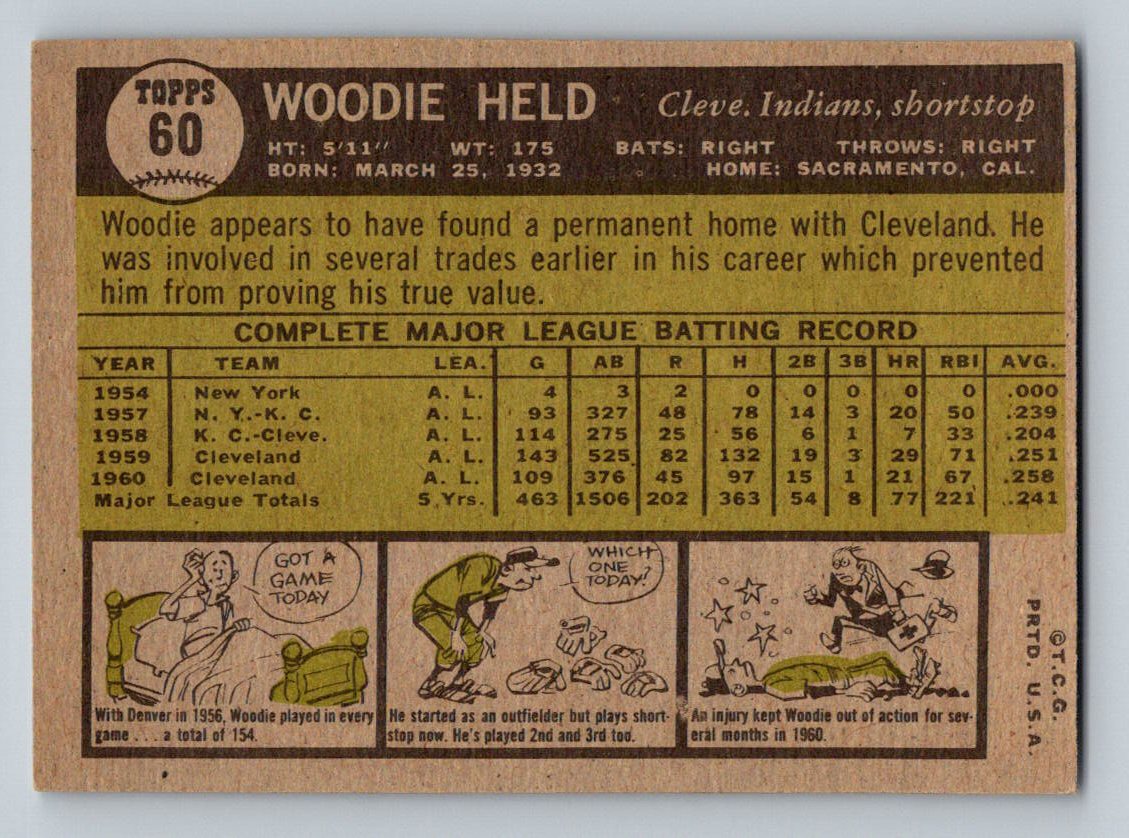 TOPPS
60
WOODIE HELD Cleve. Indians, shortstop
HT: 5'11" WT: 175 BATS: RIGHT THROWS: RIGHT
BORN: MARCH 25, 1932 HOME: SACRAMENTO, CAL.
Woodie appears to have found a permanent home with Cleveland. He
was involved in several trades earlier in his career which prevented
him from proving his true value.
COMPLETE MAJOR LEAGUE BATTING RECORD
YEAR TEAM LEA. G AB R H 2B 3B HR RBI AVG.
1954 New York A. L. 4 3 2 0 0 0 0 0 .000
1957 N. Y.-K. C. A. L. 93 327 48 78 14 3 20 50 .239
1958 K. C.-Cleve. A. L. 114 275 25 56 6 1 7 33 .204
1959 Cleveland A. L. 143 525 82 132 19 3 29 71 .251
1960 Cleveland A. L. 109 376 45 97 15 1 21 67 .258
Major League Totals 5 Yrs. 463 1506 202 363 54 8 77 221 .241
GOT A
GAME
TODAY
With Denver in 1956, Woodie played in every
game . . . a total of 154.
WHICH
ONE
TODAY?
He started as an outfielder but plays short-
stop now. He's played 2nd and 3rd too.
An injury kept Woodie out of action for sev-
eral months in 1960.
©T.C.G.
PRTD. U.S.A.